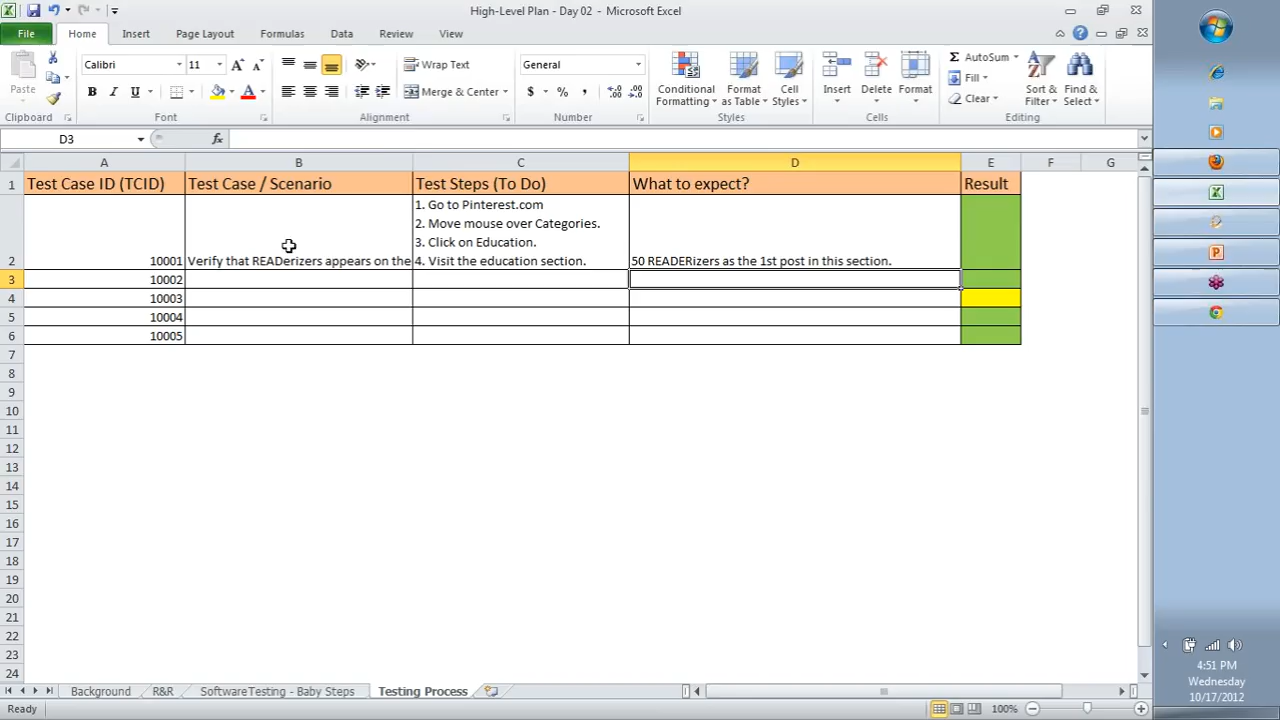 High-Level Plan - Day 02 - Microsoft Excel
File Home Insert Page Layout Formulas Data Review View
Paste Calibri 11 B I U A Wrap Text Merge & Center General $ % , Conditional Formatting Format as Table Cell Styles Insert Delete Format AutoSum Fill Clear Sort & Filter Find & Select
Clipboard Font Alignment Number Styles Cells Editing
D3 fx
A B C D E F G
1 Test Case ID (TCID) Test Case / Scenario Test Steps (To Do) What to expect? Result
1. Go to Pinterest.com
2. Move mouse over Categories.
3. Click on Education.
2 10001 Verify that READerizers appears on the 4. Visit the education section. 50 READERizers as the 1st post in this section.
3 10002
4 10003
5 10004
6 10005
7
8
9
10
11
12
13
14
15
16
17
18
19
20
21
22
23
24
Background R&R SoftwareTesting - Baby Steps Testing Process
Ready 100%
4:51 PM
Wednesday
10/17/2012